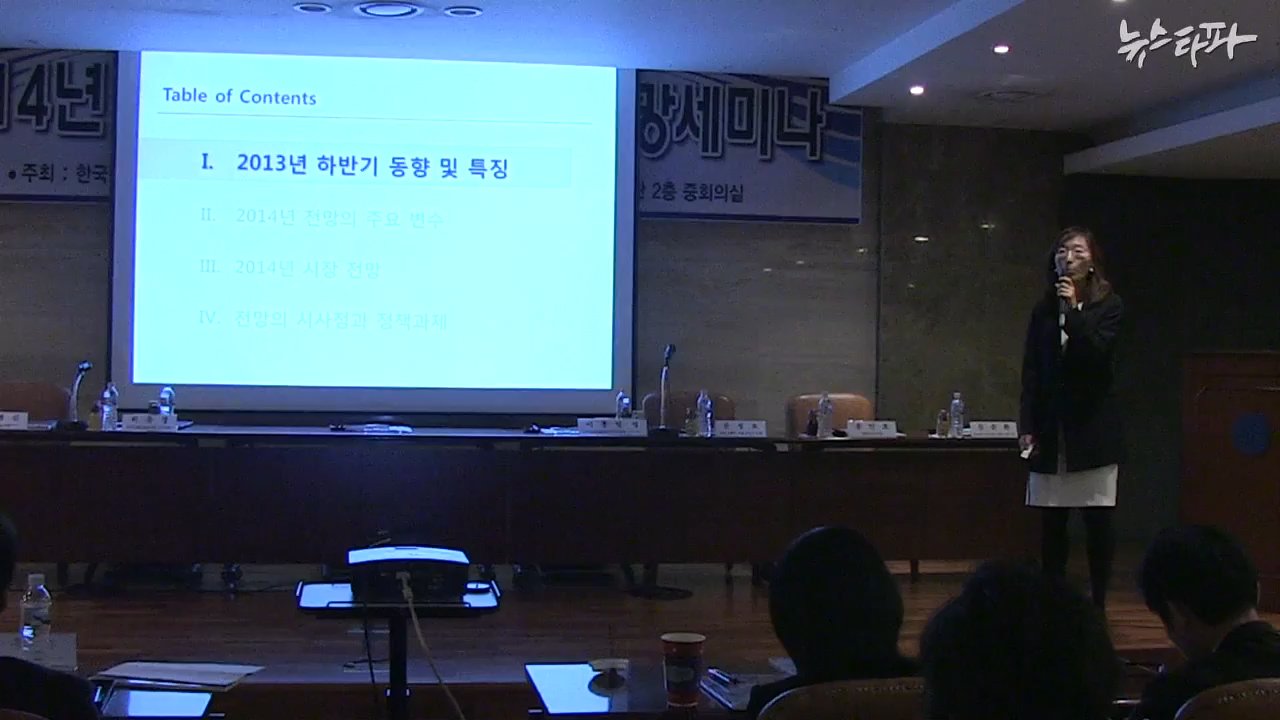 뉴스타파
14년
망세미나
• 주최 : 한국
관 2층 중회의실
Table of Contents
I. 2013년 하반기 동향 및 특징
II. 2014년 전망의 주요 변수
III. 2014년 시장 전망
IV. 전망의 시사점과 정책과제